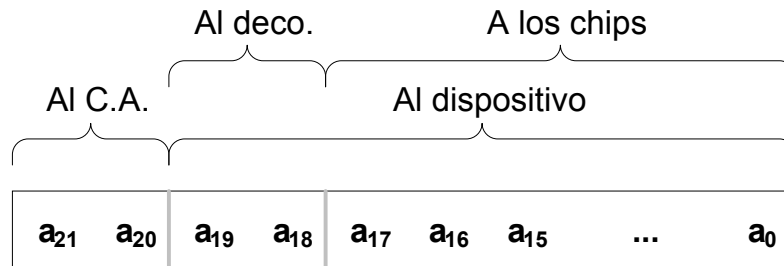 Al deco. A los chips
Al C.A. Al dispositivo
a21 a20 a19 a18 a17 a16 a15 ... a0